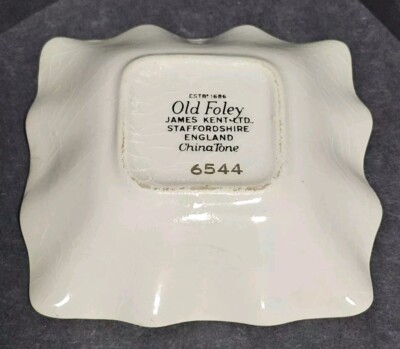 ESTD. 1686
Old Foley
JAMES KENT LTD.
STAFFORDSHIRE
ENGLAND
China Tone
6544